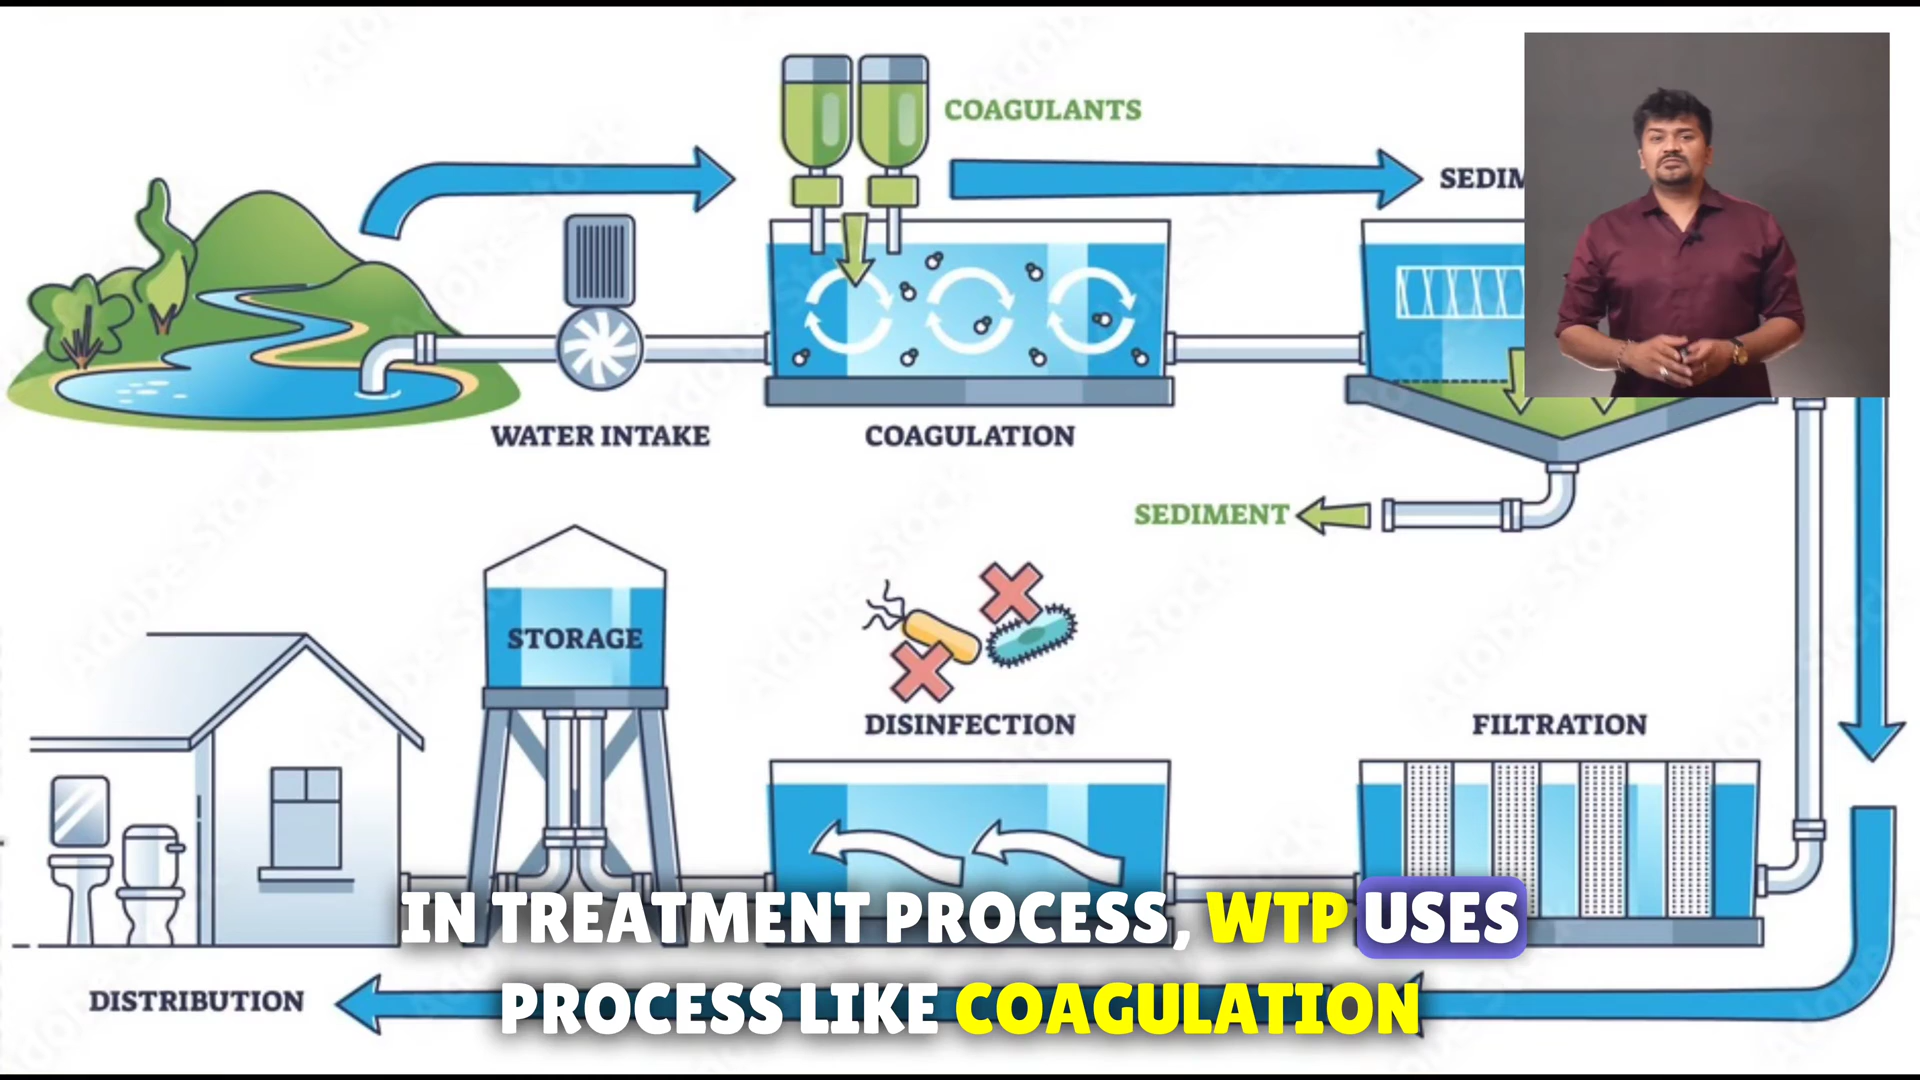 COAGULANTS
SEDIM
WATER INTAKE
COAGULATION
SEDIMENT
STORAGE
DISINFECTION
FILTRATION
IN TREATMENT PROCESS, WTP USES
PROCESS LIKE COAGULATION
DISTRIBUTION